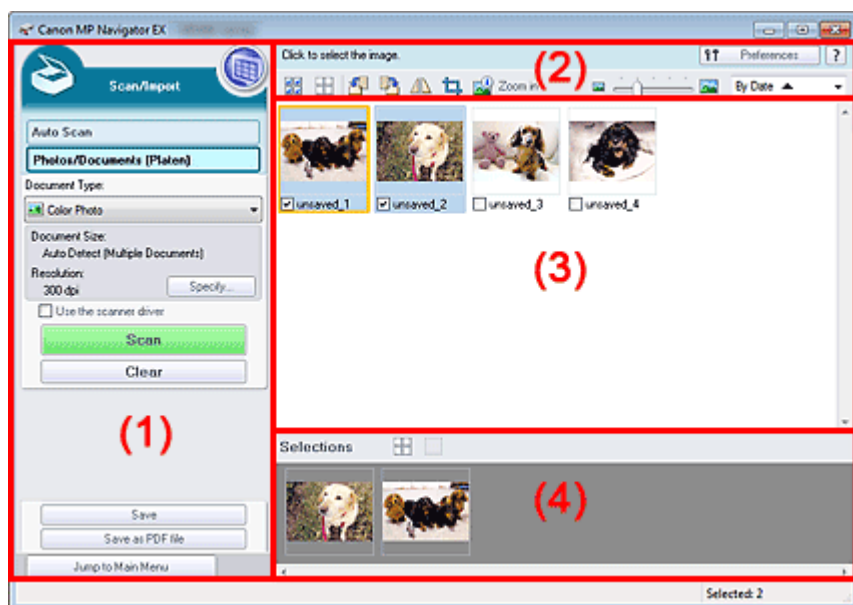 Canon MP Navigator EX
Scan/Import
Auto Scan
Photos/Documents (Platen)
Document Type:
Color Photo
Document Size:
Auto Detect (Multiple Documents)
Resolution:
300 dpi
Specify...
Use the scanner driver
Scan
Clear
(1)
Save
Save as PDF file
Jump to Main Menu
Click to select the image.
(2)
Preferences
?
Zoom in
By Date
unsaved_1
unsaved_2
unsaved_3
unsaved_4
(3)
Selections
(4)
Selected: 2